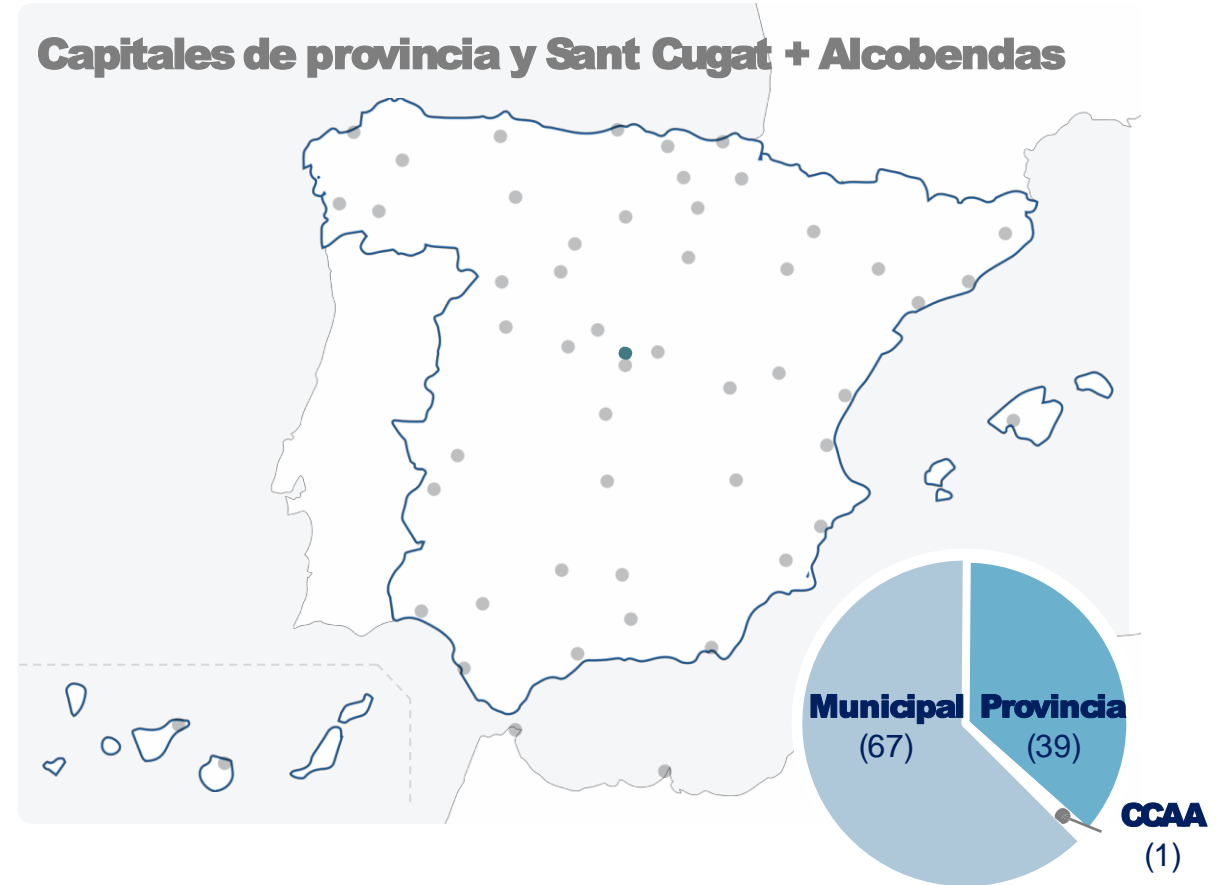 Capitales de provincia y Sant Cugat + Alcobendas
Municipal
(67)
Provincia
(39)
CCAA
(1)